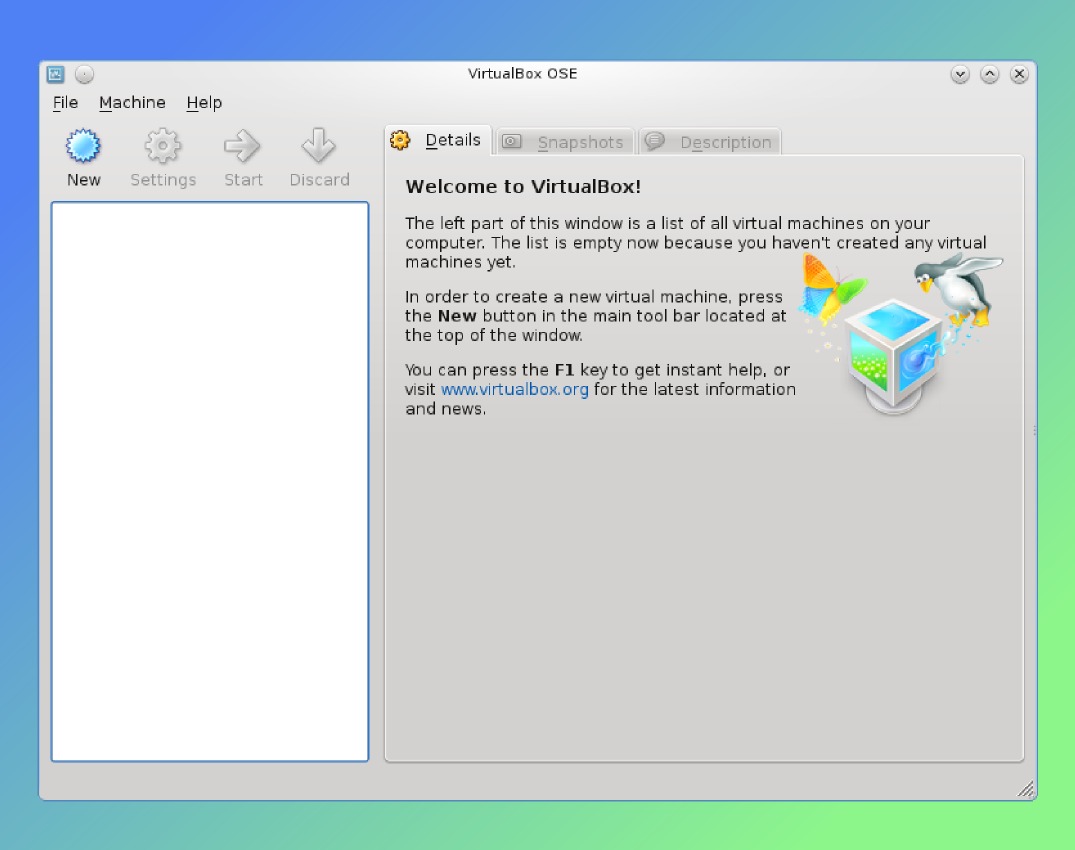 VirtualBox OSE
File Machine Help
New Settings Start Discard
Details Snapshots Description
Welcome to VirtualBox!
The left part of this window is a list of all virtual machines on your
computer. The list is empty now because you haven't created any virtual
machines yet.
In order to create a new virtual machine, press
the New button in the main tool bar located at
the top of the window.
You can press the F1 key to get instant help, or
visit www.virtualbox.org for the latest information
and news.